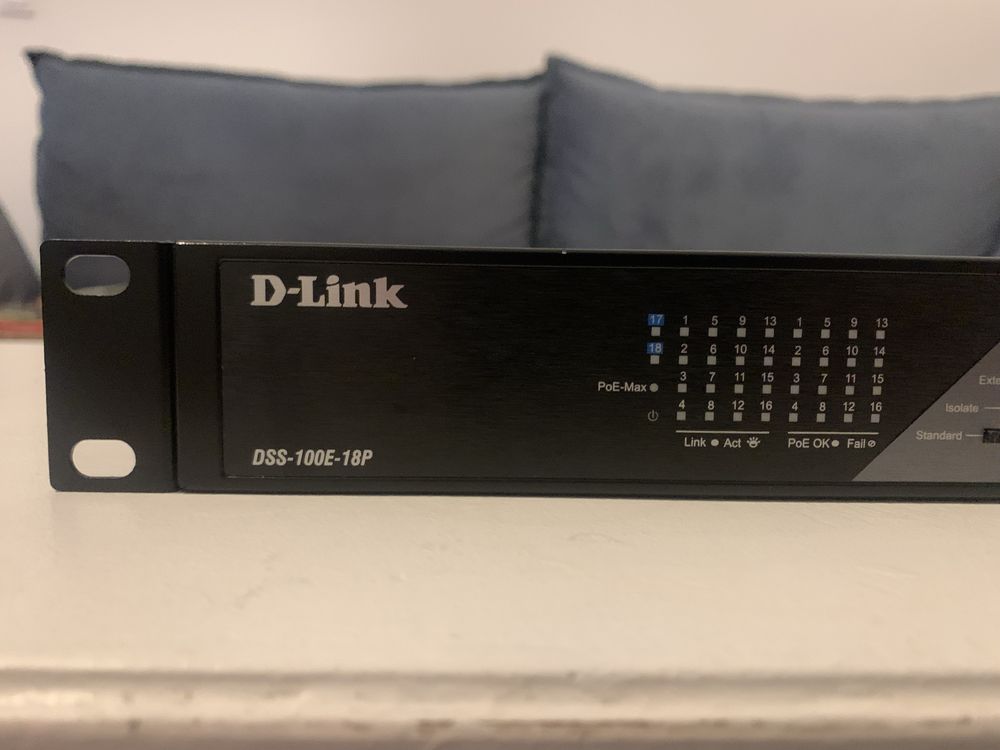 D-Link
17 1 5 9 13 1 5 9 13
18 2 6 10 14 2 6 10 14
PoE-Max 3 7 11 15 3 7 11 15
4 8 12 16 4 8 12 16
Link Act PoE OK Fail
DSS-100E-18P
Exte
Isolate
Standard